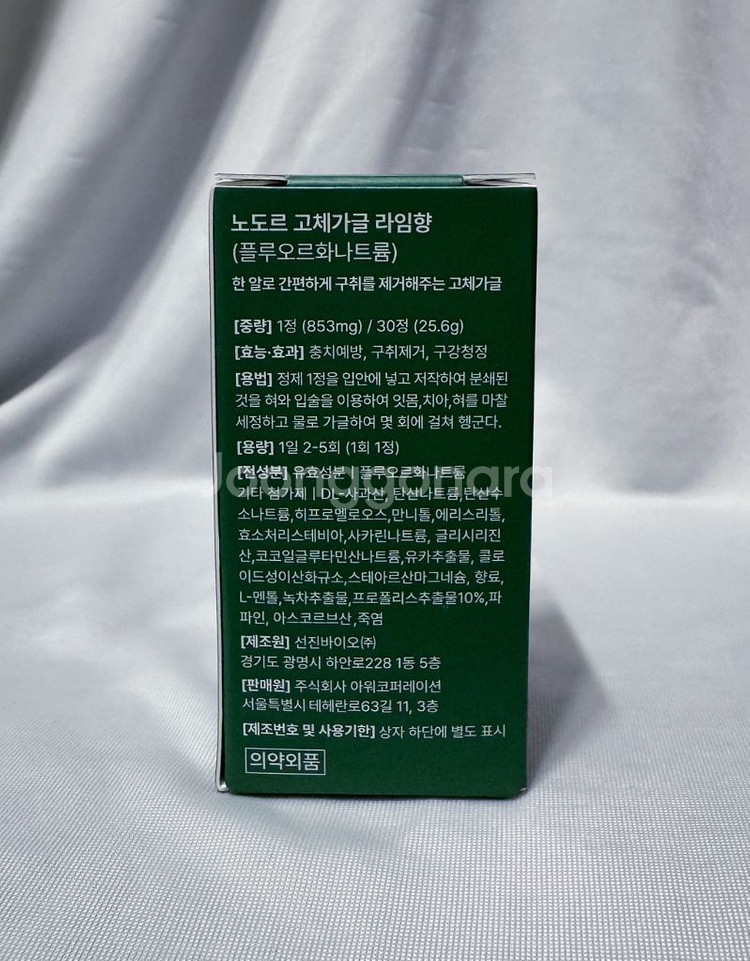 노도르 고체가글 라임향
(플루오르화나트륨)
한 알로 간편하게 구취를 제거해주는 고체가글
[중량] 1정 (853mg) / 30정 (25.6g)
[효능·효과] 충치예방, 구취제거, 구강청정
[용법] 정제 1정을 입안에 넣고 저작하여 분쇄된
것을 혀와 입술을 이용하여 잇몸,치아,혀를 마찰
세정하고 물로 가글하여 몇 회에 걸쳐 헹군다.
[용량] 1일 2-5회 (1회 1정)
[전성분] 유효성분 | 플루오르화나트륨
Joonggonara
기타 첨가제 | DL-사과산, 탄산나트륨,탄산수
소나트륨,히프로멜로오스,만니톨,에리스리톨,
효소처리스테비아,사카린나트륨, 글리시리진
산,코코일글루타민산나트륨,유카추출물, 콜로
이드성이산화규소,스테아르산마그네슘, 향료,
L-멘톨,녹차추출물,프로폴리스추출물10%,파
파인, 아스코르브산,죽염
[제조원] 선진바이오㈜
경기도 광명시 하안로228 1동 5층
[판매원] 주식회사 아워코퍼레이션
서울특별시 테헤란로63길 11, 3층
[제조번호 및 사용기한] 상자 하단에 별도 표시
의약외품